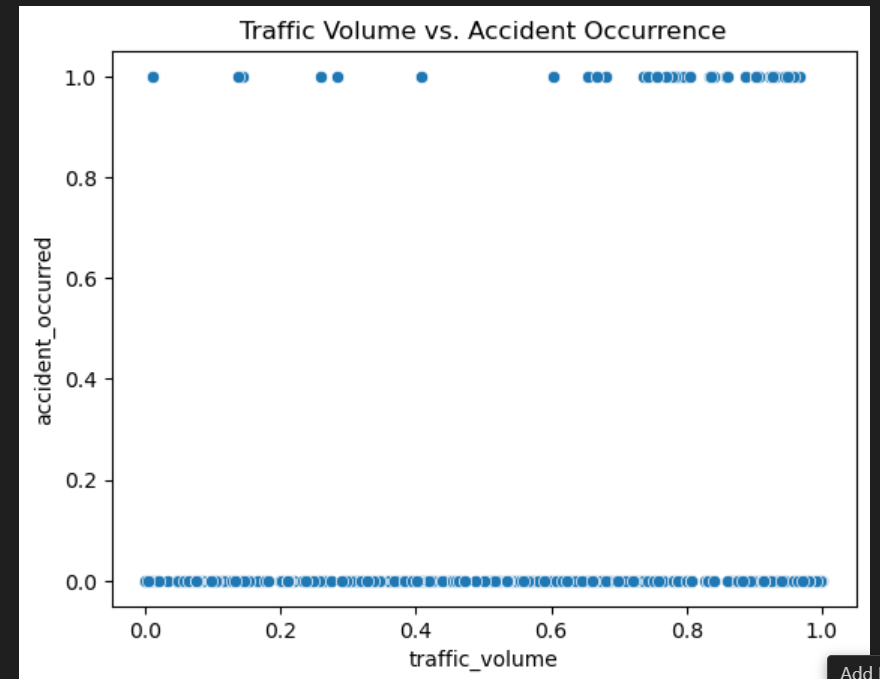 Traffic Volume vs. Accident Occurrence
1.0
0.8
0.6
0.4
0.2
0.0
accident_occurred
0.0 0.2 0.4 0.6 0.8 1.0
traffic_volume
Add